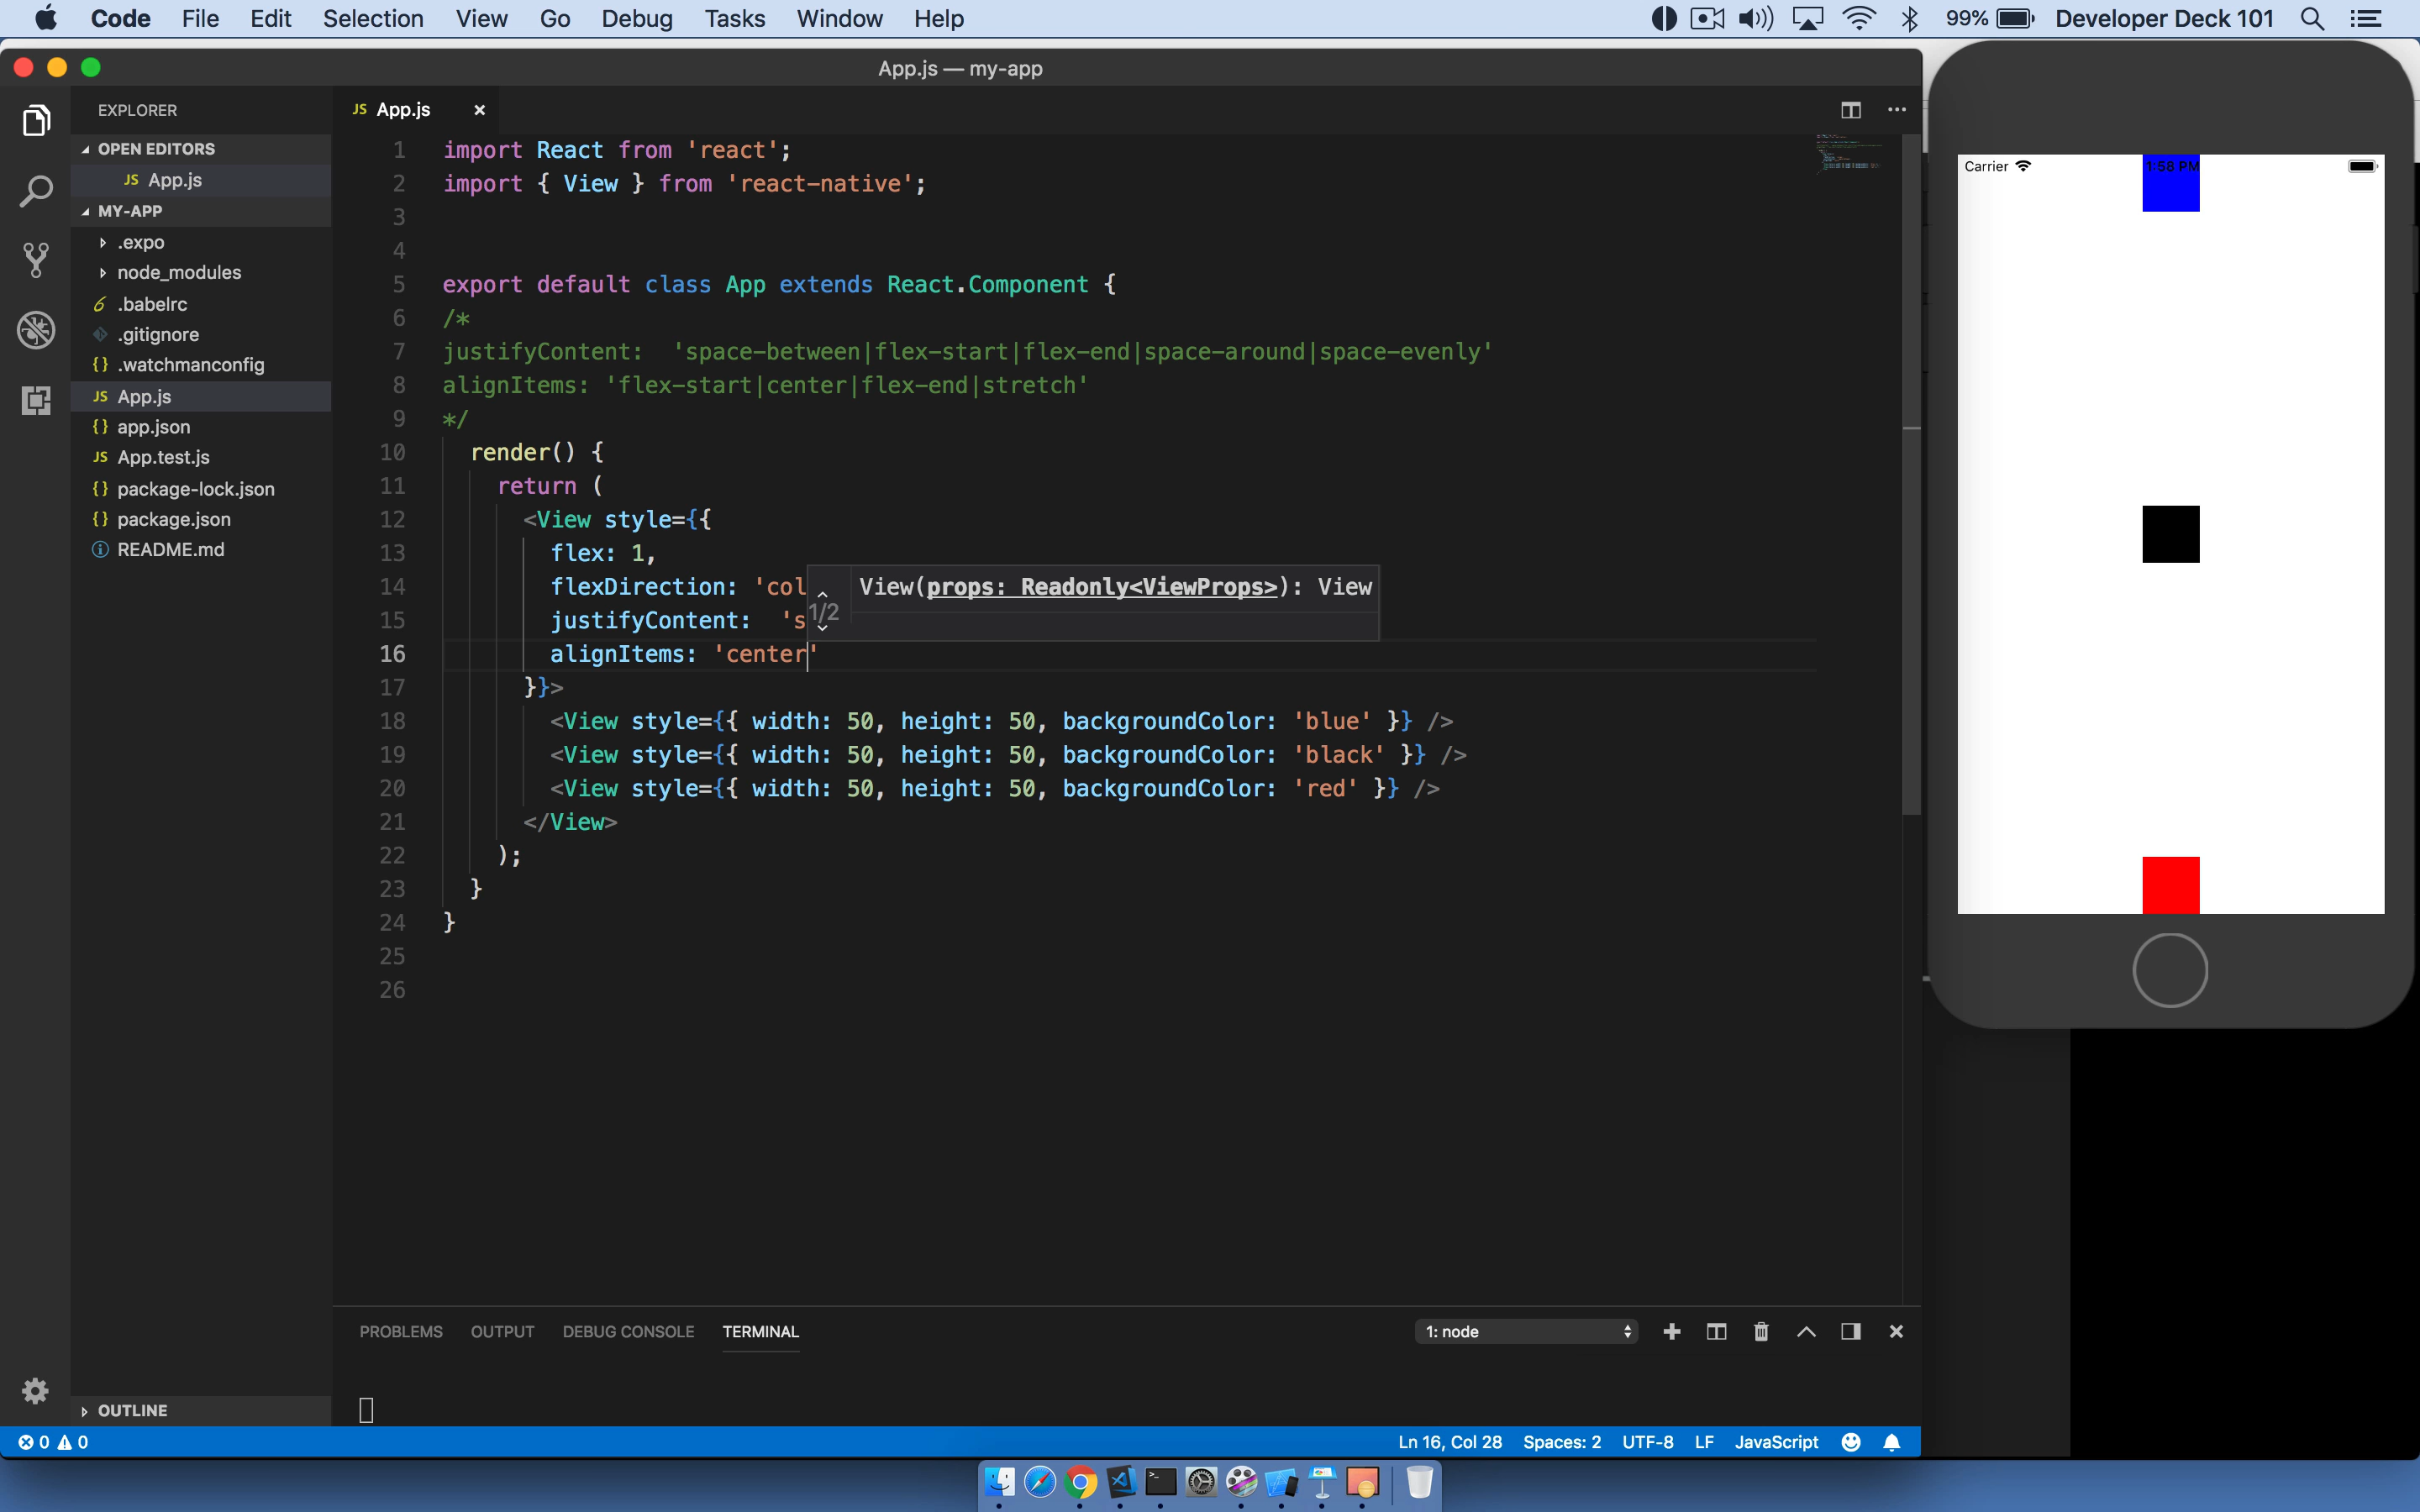 Code File Edit Selection View Go Debug Tasks Window Help 99% Developer Deck 101
App.js — my-app
EXPLORER
OPEN EDITORS
JS App.js
MY-APP
.expo
node_modules
.babelrc
.gitignore
{} .watchmanconfig
JS App.js
{} app.json
JS App.test.js
{} package-lock.json
{} package.json
README.md
OUTLINE
JS App.js
1 import React from 'react';
2 import { View } from 'react-native';
3
4
5 export default class App extends React.Component {
6 /*
7 justifyContent:  'space-between|flex-start|flex-end|space-around|space-evenly'
8 alignItems: 'flex-start|center|flex-end|stretch'
9 */
10 render() {
11 return (
12 <View style={{
13 flex: 1,
14 flexDirection: 'col
15 justifyContent:  's
16 alignItems: 'center'
17 }}>
18 <View style={{ width: 50, height: 50, backgroundColor: 'blue' }} />
19 <View style={{ width: 50, height: 50, backgroundColor: 'black' }} />
20 <View style={{ width: 50, height: 50, backgroundColor: 'red' }} />
21 </View>
22 );
23 }
24 }
25
26
View(props: Readonly<ViewProps>): View
1/2
PROBLEMS OUTPUT DEBUG CONSOLE TERMINAL 1: node
0 0 Ln 16, Col 28 Spaces: 2 UTF-8 LF JavaScript
Carrier 1:58 PM